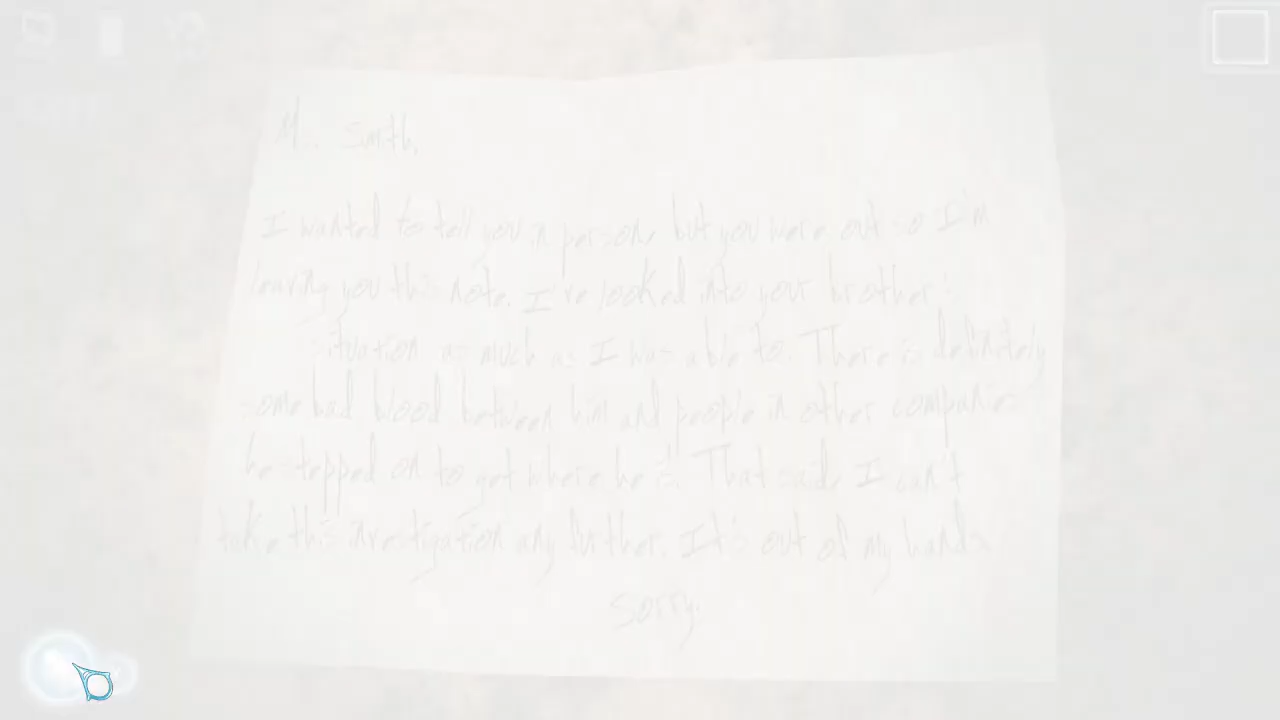 M. Smith,
I wanted to tell you in person, but you were out so I'm
leaving you this note. I've looked into your brother's
situation as much as I was able to. There is definitely
some bad blood between him and people in other companies
he stepped on to get where he is. That said, I can't
take this investigation any further. It's out of my hands.
Sorry.